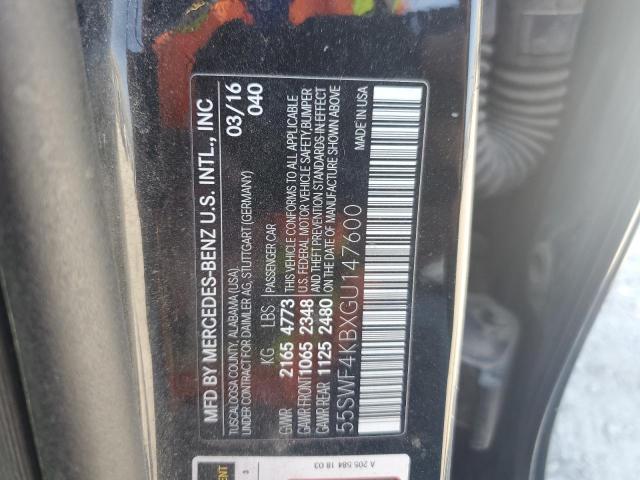 MFD BY MERCEDES-BENZ U.S. INTL., INC
TUSCALOOSA COUNTY, ALABAMA (USA)
UNDER CONTRACT FOR DAIMLER AG, STUTTGART (GERMANY)
03/16
040
KG LBS PASSENGER CAR
GVWR 2165 4773 THIS VEHICLE CONFORMS TO ALL APPLICABLE
GAWR FRONT 1065 2348 U.S. FEDERAL MOTOR VEHICLE SAFETY, BUMPER
GAWR REAR 1125 2480 AND THEFT PREVENTION STANDARDS IN EFFECT
ON THE DATE OF MANUFACTURE SHOWN ABOVE
55SWF4KBXGU147600
MADE IN USA
A 205 584 18 03